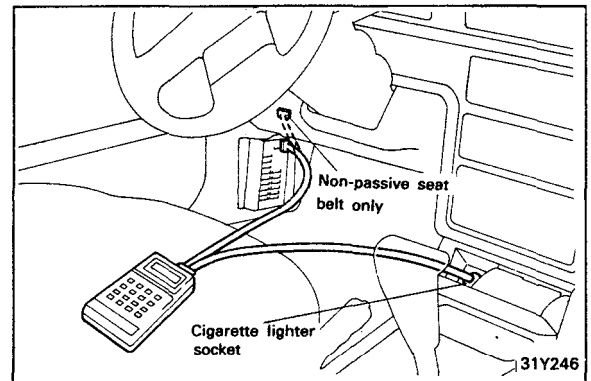 Non-passive seat
belt only
Cigarette lighter
socket
31Y246